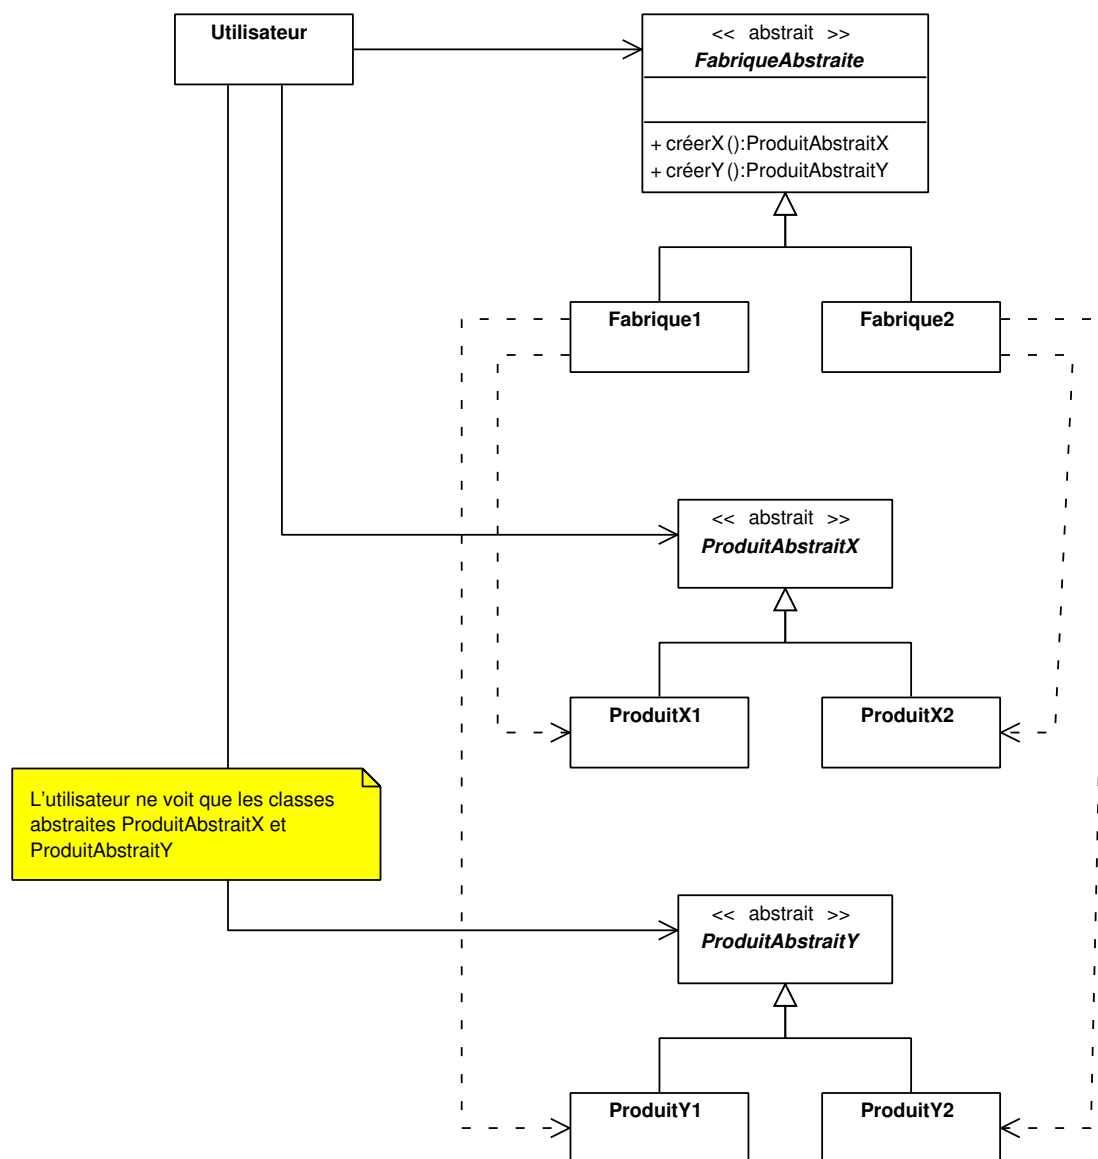 Utilisateur
<< abstrait >>
FabriqueAbstraite
+ créerX():ProduitAbstraitX
+ créerY():ProduitAbstraitY
Fabrique1
Fabrique2
<< abstrait >>
ProduitAbstraitX
ProduitX1
ProduitX2
L'utilisateur ne voit que les classes
abstraites ProduitAbstraitX et
ProduitAbstraitY
<< abstrait >>
ProduitAbstraitY
ProduitY1
ProduitY2